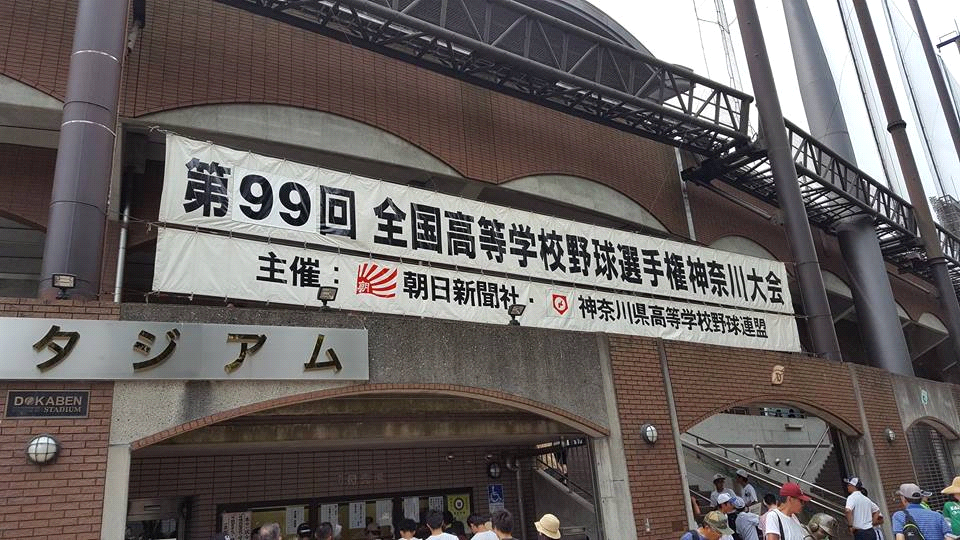 第99回 全国高等学校野球選手権神奈川大会
主催：朝日新聞社・神奈川県高等学校野球連盟
タジアム
DOKABEN
STADIUM